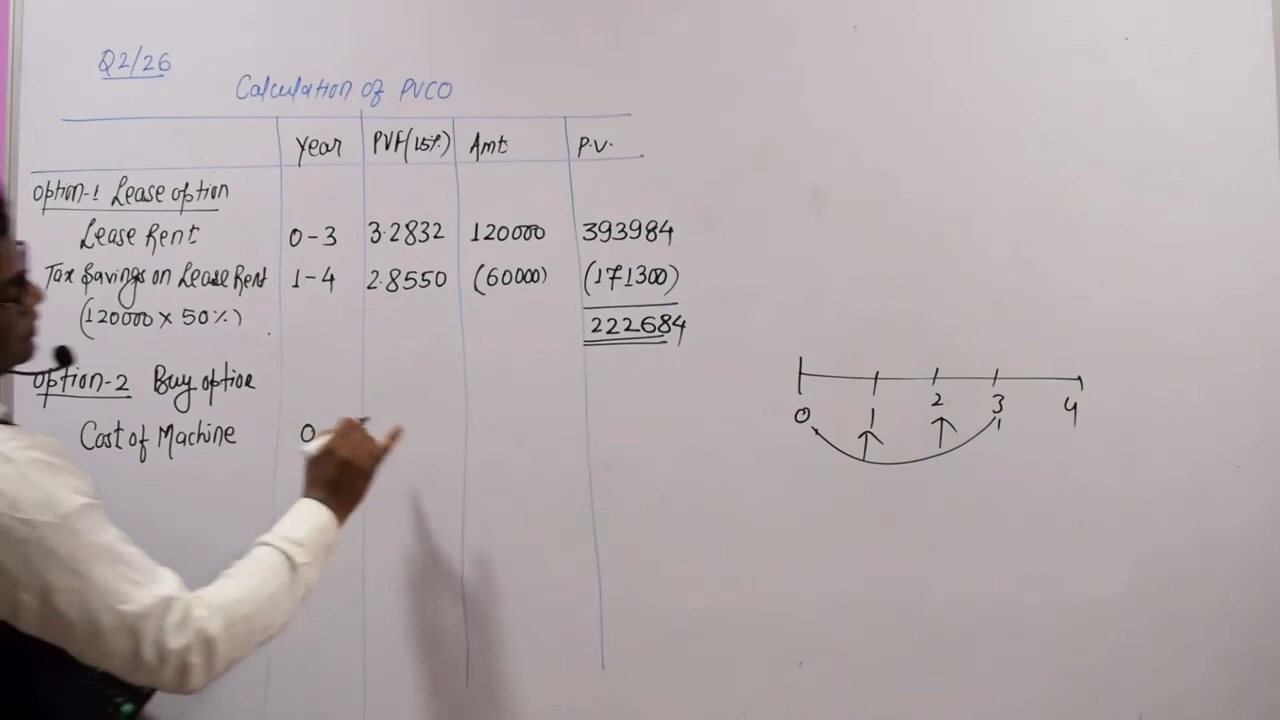 Q2/26
Calculation of PVCO
Year PVF(15%) Amt P.V.
Option-1 Lease option
Lease Rent 0-3 3.2832 120000 393984
Tax Savings on Lease Rent 1-4 2.8550 (60000) (171300)
(120000 x 50%)
222684
Option-2 Buy option
Cost of Machine 0
0 1 2 3 4